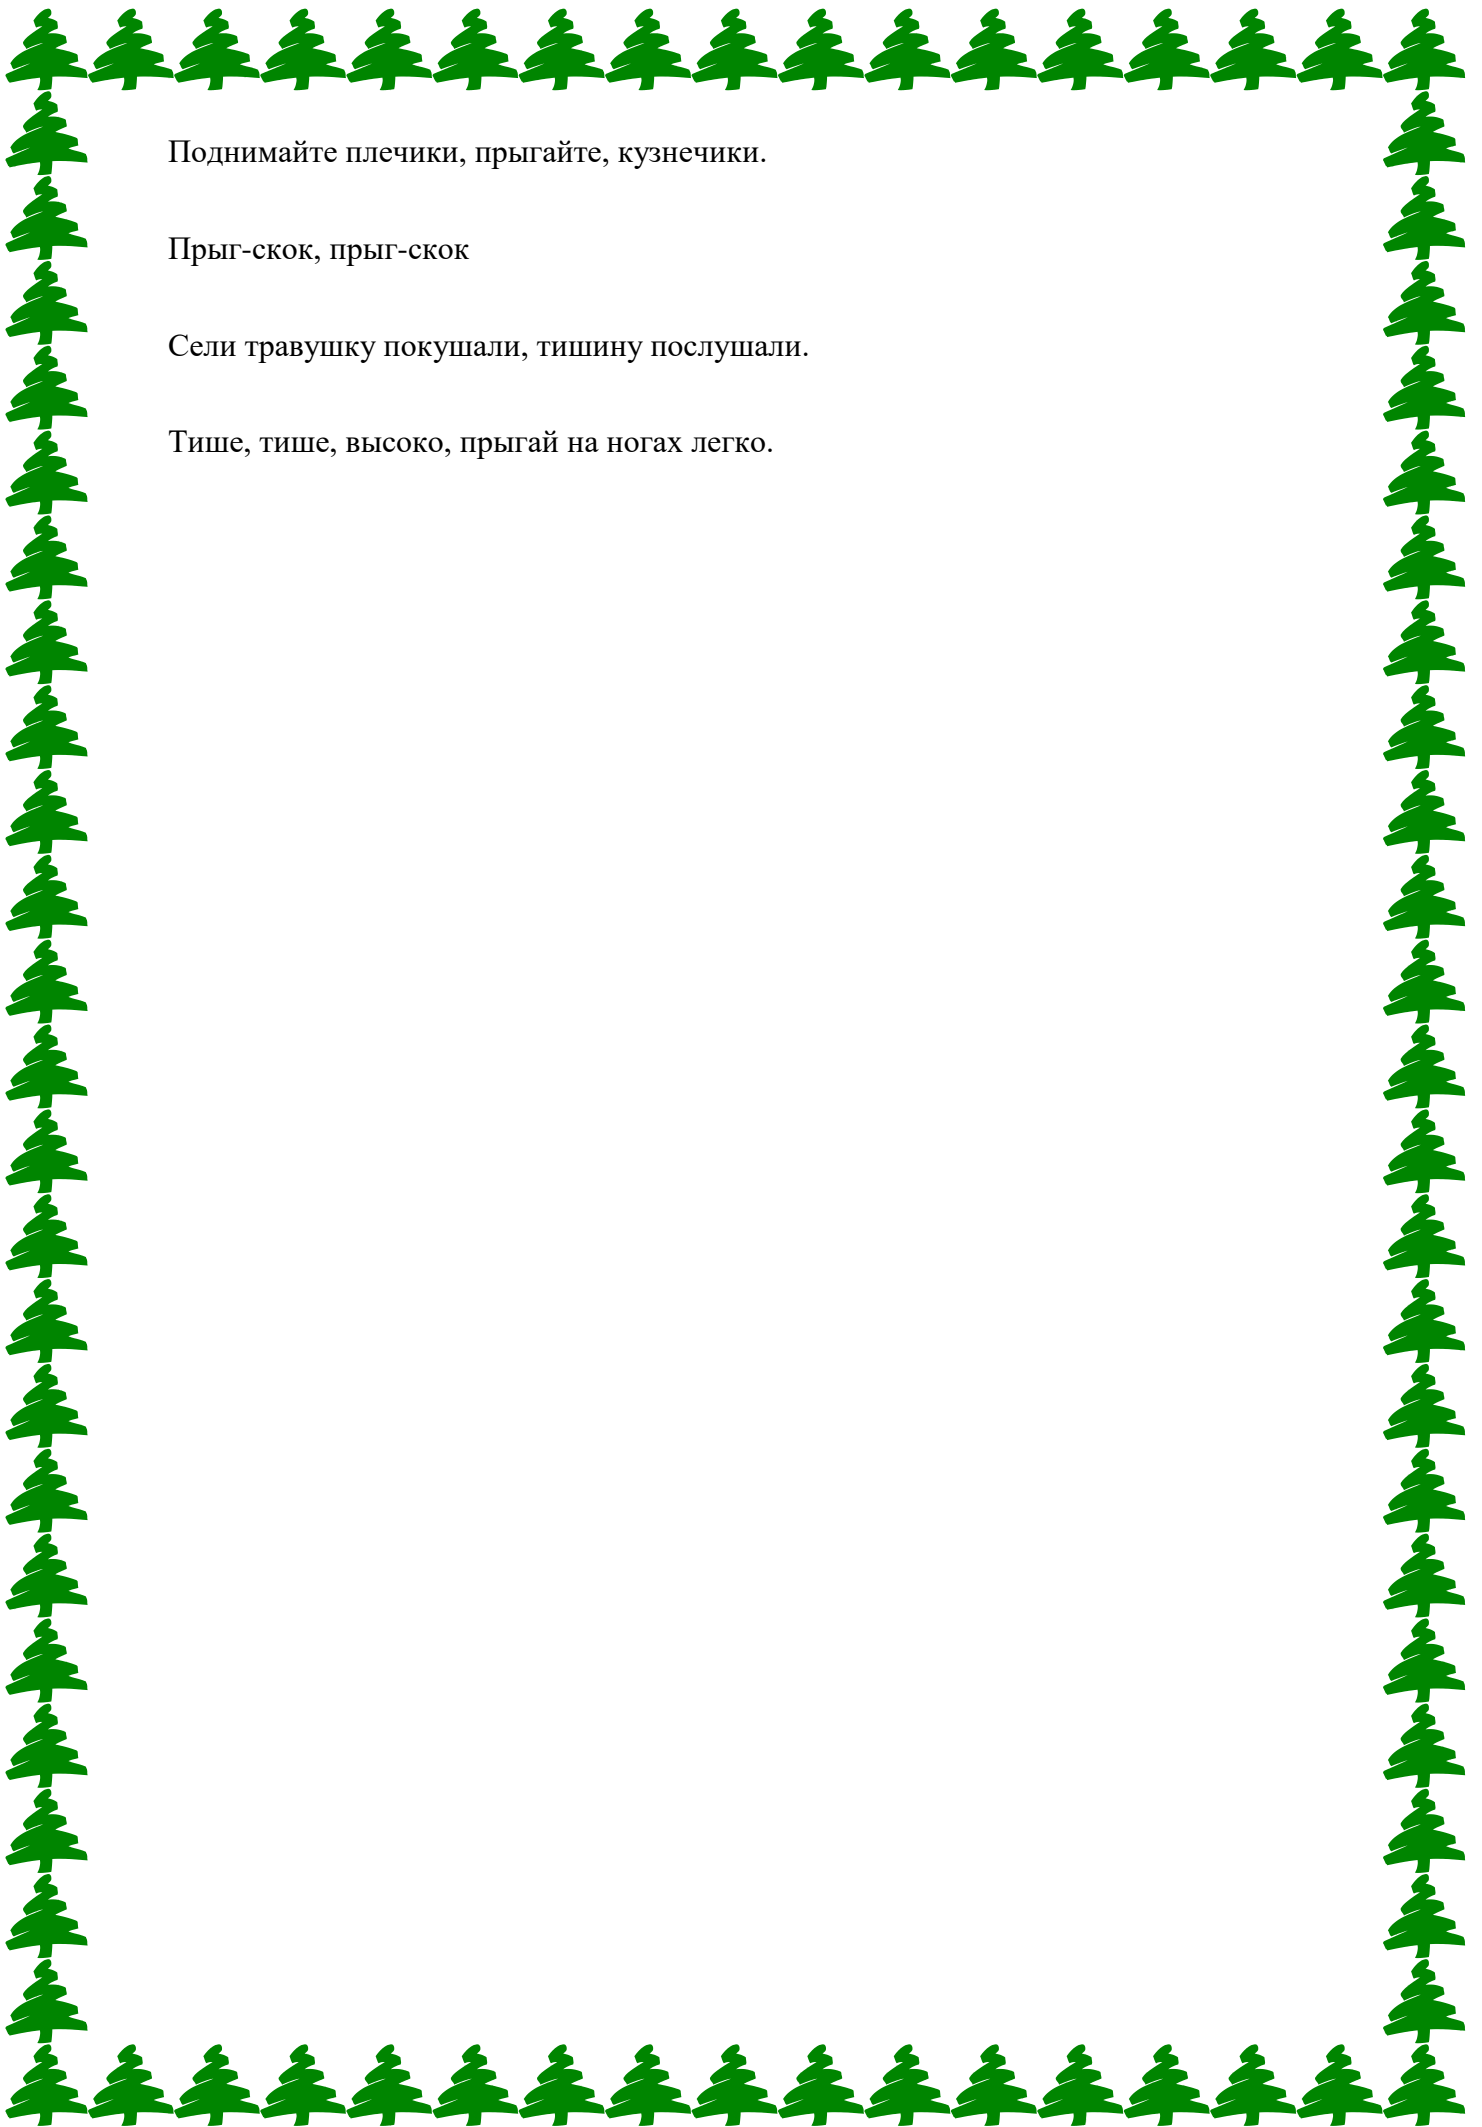 Поднимайте плечики, прыгайте, кузнечики.
Прыг-скок, прыг-скок
Сели травушку покушали, тишину послушали.
Тише, тише, высоко, прыгай на ногах легко.